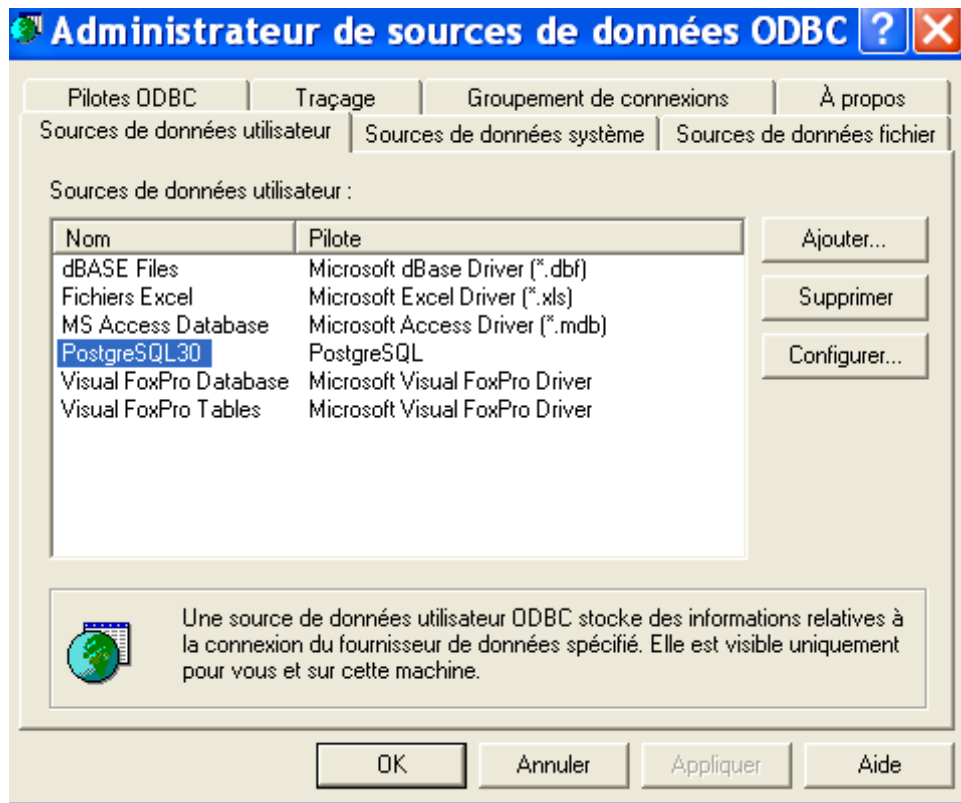 Administrateur de sources de données ODBC
Pilotes ODBC Traçage Groupement de connexions À propos
Sources de données utilisateur Sources de données système Sources de données fichier
Sources de données utilisateur :
Nom Pilote
dBASE Files Microsoft dBase Driver (*.dbf)
Fichiers Excel Microsoft Excel Driver (*.xls)
MS Access Database Microsoft Access Driver (*.mdb)
PostgreSQL30 PostgreSQL
Visual FoxPro Database Microsoft Visual FoxPro Driver
Visual FoxPro Tables Microsoft Visual FoxPro Driver
Ajouter...
Supprimer
Configurer...
Une source de données utilisateur ODBC stocke des informations relatives à
la connexion du fournisseur de données spécifié. Elle est visible uniquement
pour vous et sur cette machine.
OK Annuler Appliquer Aide